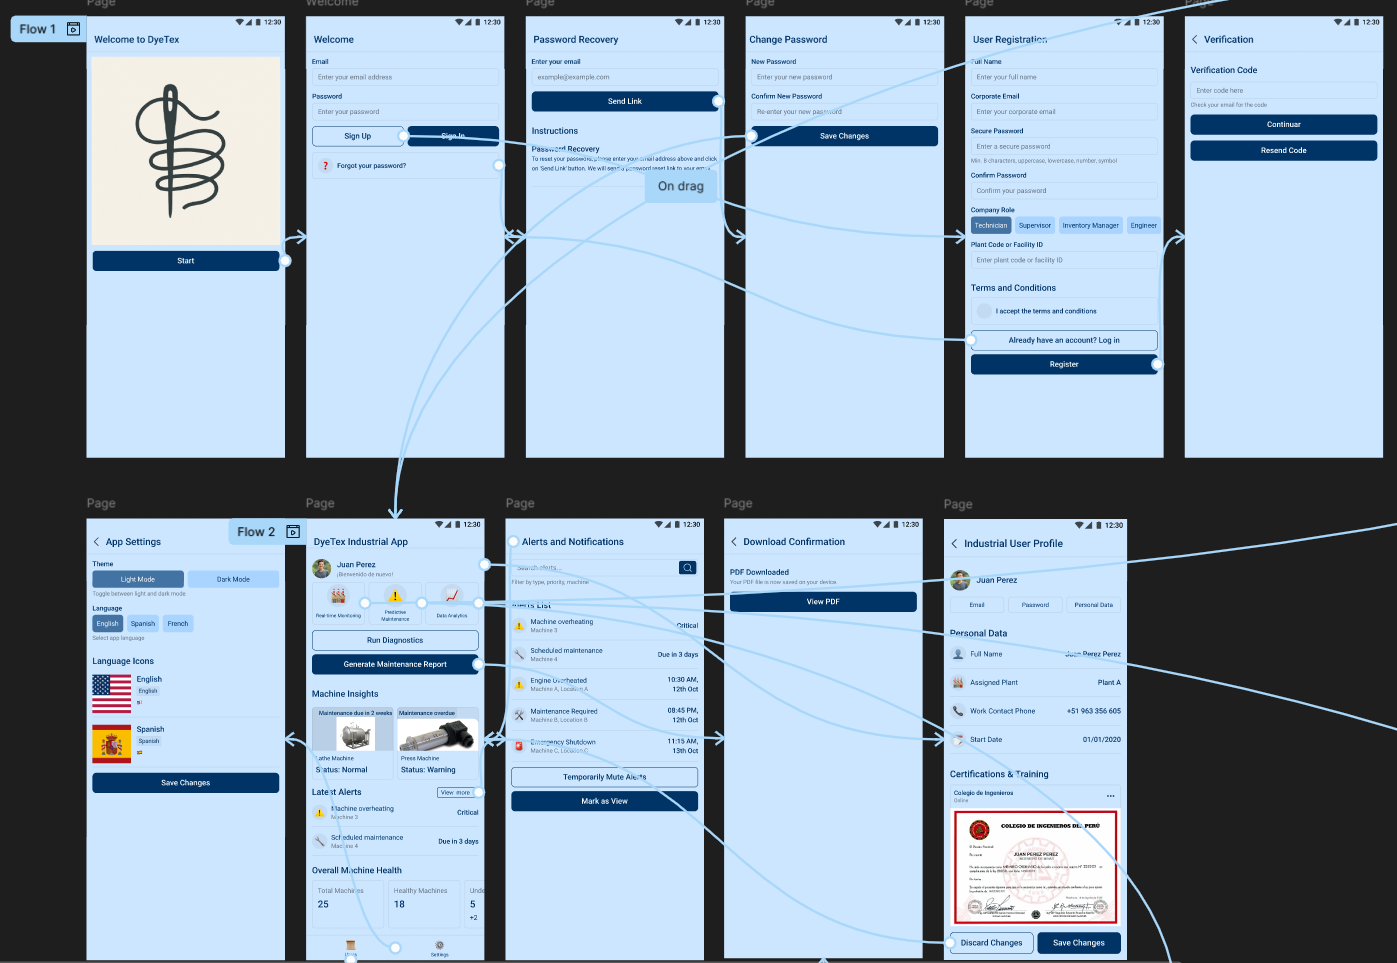 Page
Welcome
Page
Page
Page
Page
Flow 1
12:30
Welcome to DyeTex
Start
12:30
Welcome
Email
Enter your email address
Password
Enter your password
Sign Up
Sign In
Forgot your password?
12:30
Password Recovery
Enter your email
example@example.com
Send Link
Instructions
Password Recovery
To reset your password, please enter your email address above and click
on 'Send Link' button. We will send a password reset link to your email
On drag
12:30
Change Password
New Password
Enter your new password
Confirm New Password
Re-enter your new password
Save Changes
12:30
User Registration
Full Name
Enter your full name
Corporate Email
Enter your corporate email
Secure Password
Enter a secure password
Min. 8 characters, uppercase, lowercase, number, symbol
Confirm Password
Confirm your password
Company Role
Technician
Supervisor
Inventory Manager
Engineer
Plant Code or Facility ID
Enter plant code or facility ID
Terms and Conditions
I accept the terms and conditions
Already have an account? Log in
Register
12:30
Verification
Verification Code
Enter code here
Check your email for the code
Continuar
Resend Code
Page
App Settings
Theme
Light Mode
Dark Mode
Toggle between light and dark mode
Language
English
Spanish
French
Select app language
Language Icons
English
English
Spanish
Spanish
Save Changes
Flow 2
Page
12:30
DyeTex Industrial App
Juan Perez
¡Bienvenido de nuevo!
Real-time Monitoring
Predictive
Maintenance
Data Analytics
Run Diagnostics
Generate Maintenance Report
Machine Insights
Maintenance due in 2 weeks
Maintenance overdue
Lathe Machine
Status: Normal
Press Machine
Status: Warning
Latest Alerts
View more
Machine overheating
Machine 3
Critical
Scheduled maintenance
Machine 4
Due in 3 days
Overall Machine Health
Total Machines
25
Healthy Machines
18
Unde
5
+2
Settings
Page
12:30
Alerts and Notifications
Search alerts...
Filter by type, priority, machine
Alerts List
Machine overheating
Machine 3
Critical
Scheduled maintenance
Machine 4
Due in 3 days
Engine Overheated
Machine A, Location A
10:30 AM,
12th Oct
Maintenance Required
Machine B, Location B
08:45 PM,
12th Oct
Emergency Shutdown
Machine C, Location C
11:15 AM,
13th Oct
Temporarily Mute Alerts
Mark as View
Page
12:30
Download Confirmation
PDF Downloaded
Your PDF file is now saved on your device.
View PDF
Page
12:30
Industrial User Profile
Juan Perez
Email
Password
Personal Data
Personal Data
Full Name
Juan Perez Perez
Assigned Plant
Plant A
Work Contact Phone
+51 963 356 605
Start Date
01/01/2020
Certifications & Training
Colegio de Ingenieros
Online
COLEGIO DE INGENIEROS DEL PERÚ
JUAN PEREZ PEREZ
Discard Changes
Save Changes